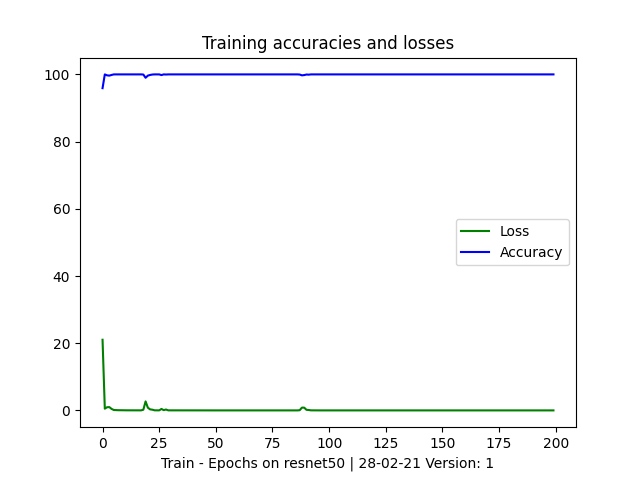 Training accuracies and losses
100
80
60
40
20
0
Loss
Accuracy
0 25 50 75 100 125 150 175 200
Train - Epochs on resnet50 | 28-02-21 Version: 1